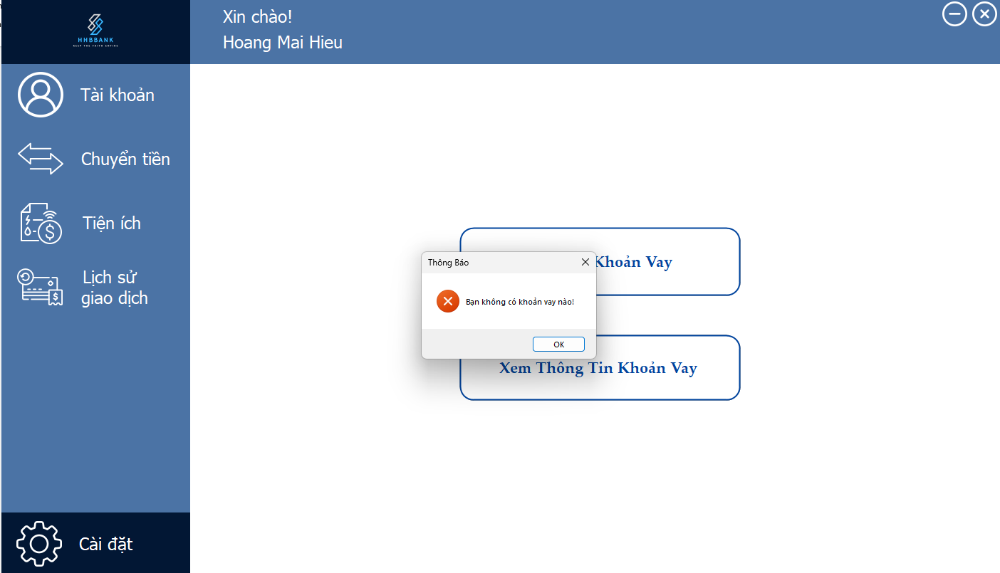 HHBBANK
KEEP THE FAITH ENTIRE
Xin chào!
Hoang Mai Hieu
Tài khoản
Chuyển tiền
Tiện ích
Lịch sử
giao dịch
Cài đặt
Khoản Vay
Thông Báo
Bạn không có khoản vay nào!
OK
Xem Thông Tin Khoản Vay